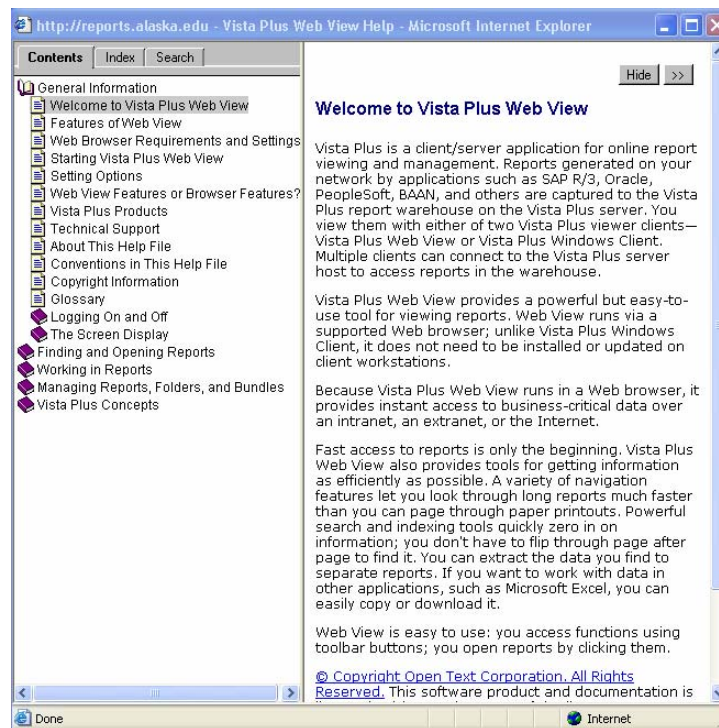 http://reports.alaska.edu - Vista Plus Web View Help - Microsoft Internet Explorer
Contents Index Search
General Information
Welcome to Vista Plus Web View
Features of Web View
Web Browser Requirements and Settings
Starting Vista Plus Web View
Setting Options
Web View Features or Browser Features?
Vista Plus Products
Technical Support
About This Help File
Conventions in This Help File
Copyright Information
Glossary
Logging On and Off
The Screen Display
Finding and Opening Reports
Working in Reports
Managing Reports, Folders, and Bundles
Vista Plus Concepts
Hide >>
Welcome to Vista Plus Web View
Vista Plus is a client/server application for online report
viewing and management. Reports generated on your
network by applications such as SAP R/3, Oracle,
PeopleSoft, BAAN, and others are captured to the Vista
Plus report warehouse on the Vista Plus server. You
view them with either of two Vista Plus viewer clients—
Vista Plus Web View or Vista Plus Windows Client.
Multiple clients can connect to the Vista Plus server
host to access reports in the warehouse.
Vista Plus Web View provides a powerful but easy-to-
use tool for viewing reports. Web View runs via a
supported Web browser; unlike Vista Plus Windows
Client, it does not need to be installed or updated on
client workstations.
Because Vista Plus Web View runs in a Web browser, it
provides instant access to business-critical data over
an intranet, an extranet, or the Internet.
Fast access to reports is only the beginning. Vista Plus
Web View also provides tools for getting information
as efficiently as possible. A variety of navigation
features let you look through long reports much faster
than you can page through paper printouts. Powerful
search and indexing tools quickly zero in on
information; you don't have to flip through page after
page to find it. You can extract the data you find to
separate reports. If you want to work with data in
other applications, such as Microsoft Excel, you can
easily copy or download it.
Web View is easy to use: you access functions using
toolbar buttons; you open reports by clicking them.
© Copyright Open Text Corporation. All Rights
Reserved. This software product and documentation is
Done
Internet